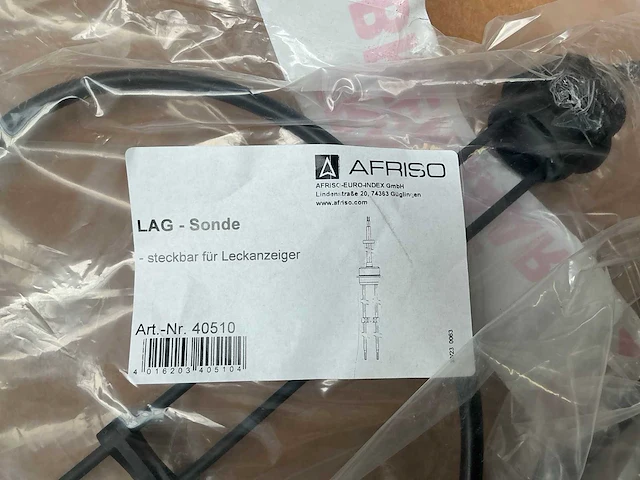 AFRISO
AFRISO-EURO-INDEX GmbH
Lindenstraße 20, 74363 Güglingen
www.afriso.com
LAG - Sonde
- steckbar für Leckanzeiger
Art.-Nr. 40510
4 016203 405104
0063